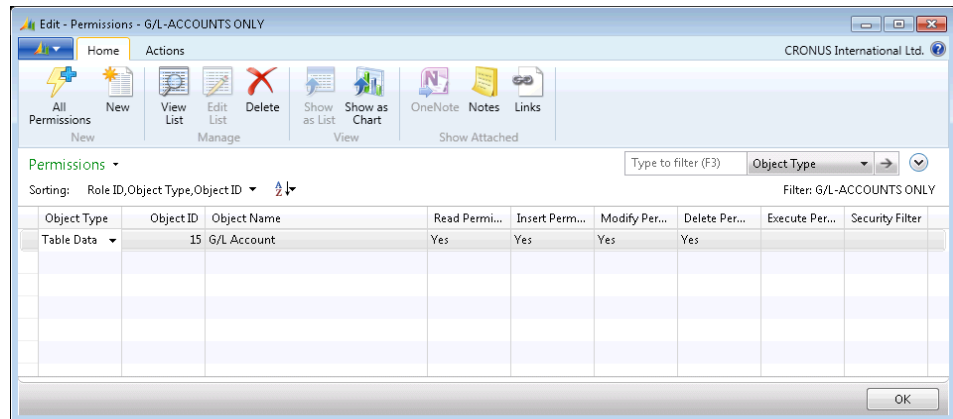 Edit - Permissions - G/L-ACCOUNTS ONLY
Home Actions CRONUS International Ltd.
All Permissions New View List Edit List Delete Show as List Show as Chart OneNote Notes Links
New Manage View Show Attached
Permissions Type to filter (F3) Object Type
Sorting: Role ID,Object Type,Object ID Filter: G/L-ACCOUNTS ONLY
Object Type Object ID Object Name Read Permi... Insert Perm... Modify Per... Delete Per... Execute Per... Security Filter
Table Data 15 G/L Account Yes Yes Yes Yes
OK